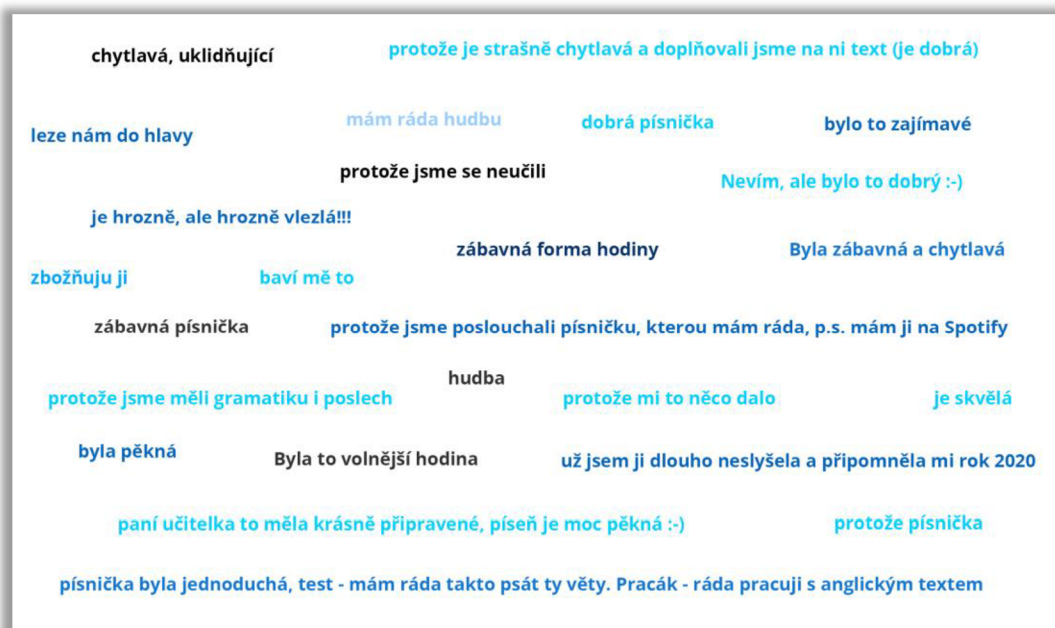 chytlavá, uklidňující
protože je strašně chytlavá a doplňovali jsme na ni text (je dobrá)
leze nám do hlavy
mám ráda hudbu
dobrá písnička
bylo to zajímavé
protože jsme se neučili
Nevím, ale bylo to dobrý :-)
je hrozně, ale hrozně vlezlá!!!
zábavná forma hodiny
Byla zábavná a chytlavá
zbožňuju ji
baví mě to
zábavná písnička
protože jsme poslouchali písničku, kterou mám ráda, p.s. mám ji na Spotify
hudba
protože jsme měli gramatiku i poslech
protože mi to něco dalo
je skvělá
byla pěkná
Byla to volnější hodina
už jsem ji dlouho neslyšela a připomněla mi rok 2020
paní učitelka to měla krásně připravené, píseň je moc pěkná :-)
protože písnička
písnička byla jednoduchá, test - mám ráda takto psát ty věty. Pracák - ráda pracuji s anglickým textem